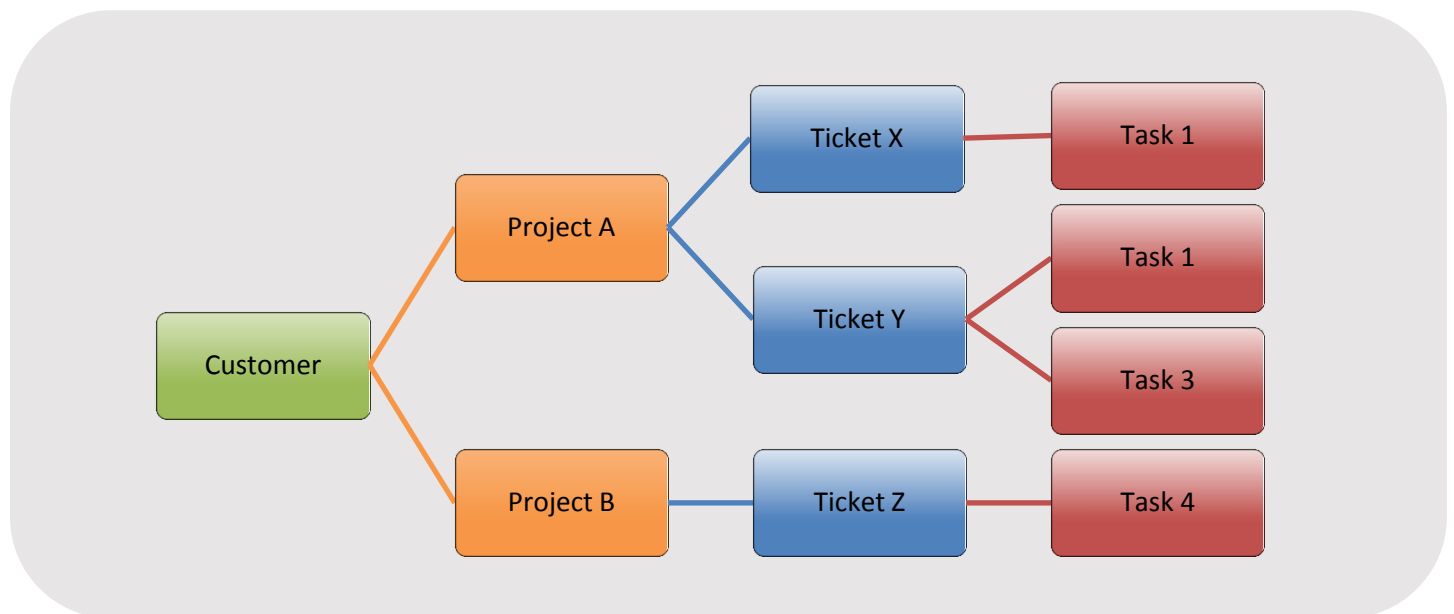 Customer
Project A
Project B
Ticket X
Ticket Y
Ticket Z
Task 1
Task 1
Task 3
Task 4